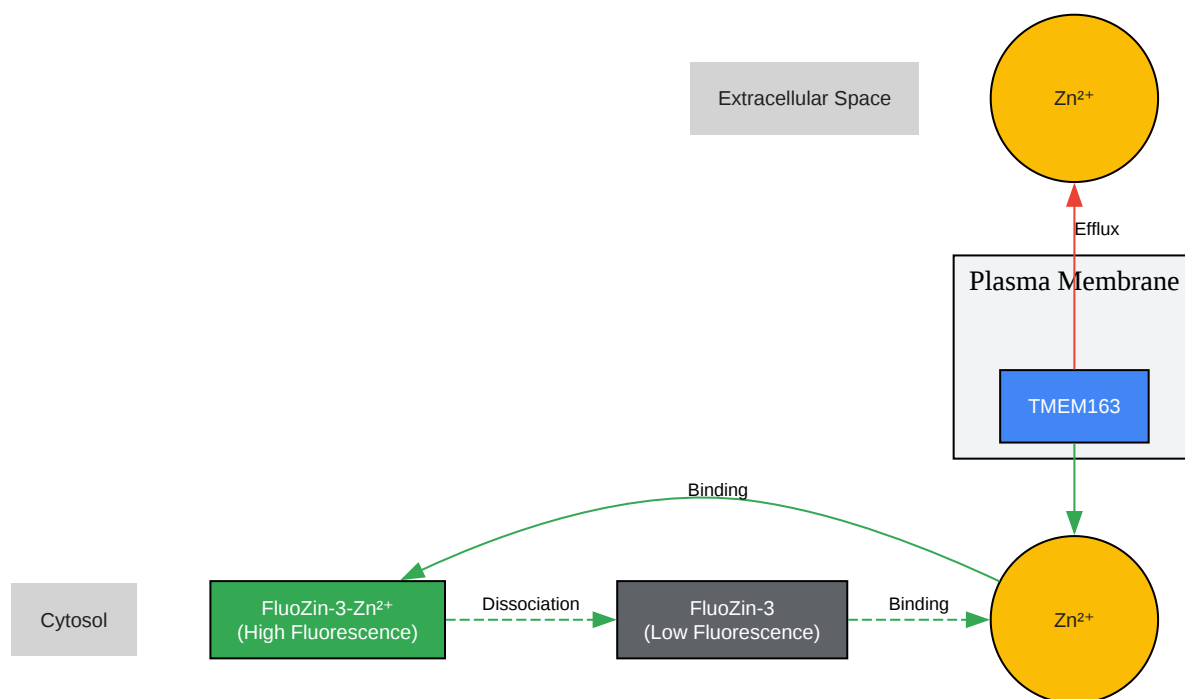 Extracellular Space
Zn²⁺
Efflux
Plasma Membrane
TMEM163
Binding
Cytosol
FluoZin-3-Zn²⁺
(High Fluorescence)
Dissociation
FluoZin-3
(Low Fluorescence)
Binding
Zn²⁺